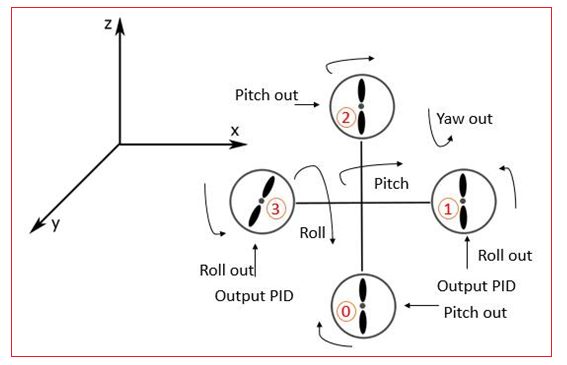 z
Pitch out
2
Yaw out
x
Pitch
3
1
y
Roll
Roll out
Roll out
Output PID
Output PID
0
Pitch out